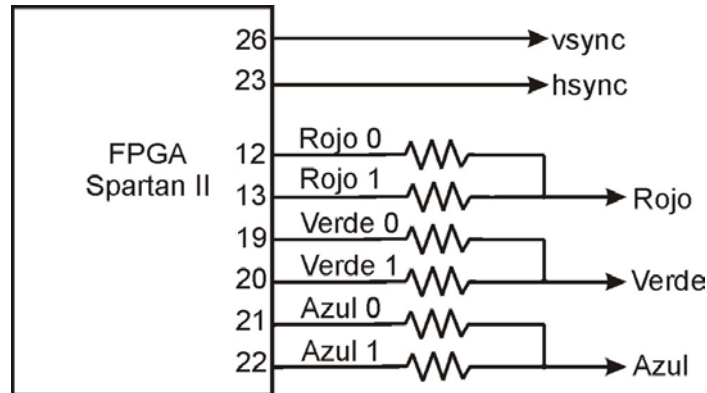 26 vsync
23 hsync
FPGA
Spartan II
12 Rojo 0
13 Rojo 1 Rojo
19 Verde 0
20 Verde 1 Verde
21 Azul 0
22 Azul 1 Azul